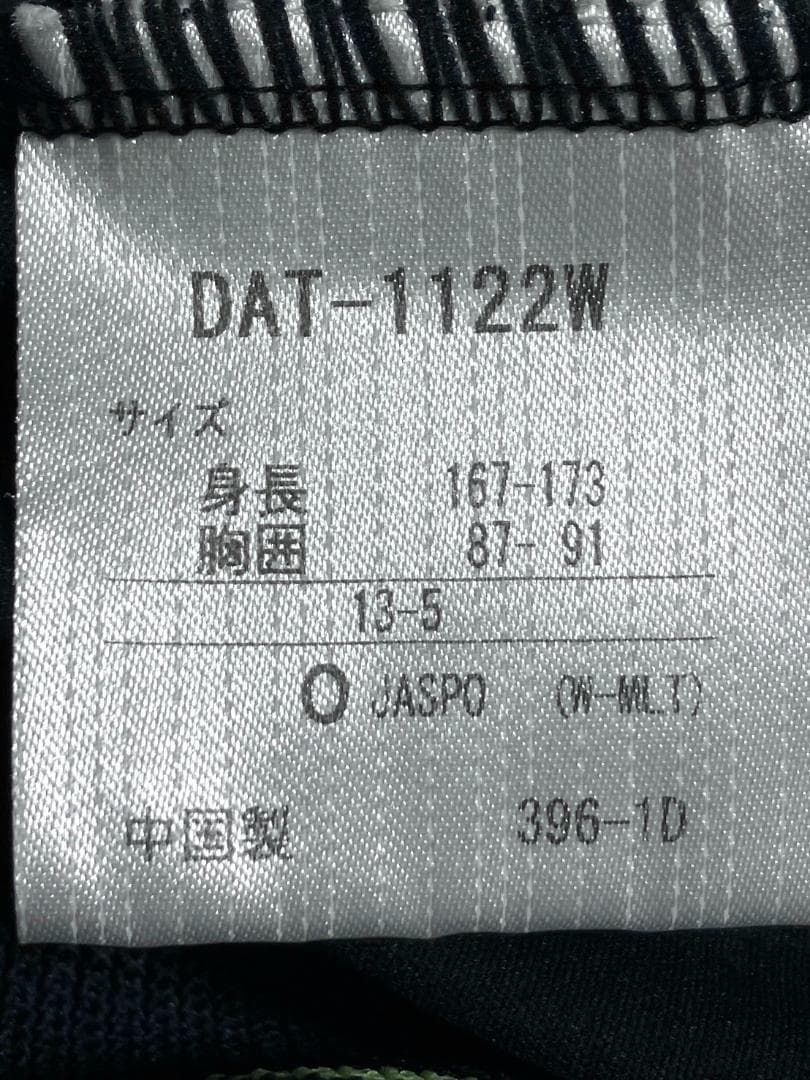 DAT-1122W
サイズ
身長 167-173
胸囲 87- 91
13-5
O JASPO (W-MLT)
中国製 396-1D